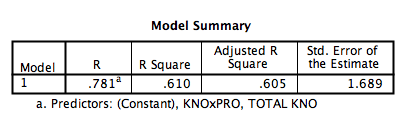 Model Summary
Model R R Square Adjusted R Square Std. Error of the Estimate
1 .781a .610 .605 1.689
a. Predictors: (Constant), KNOxPRO, TOTAL KNO